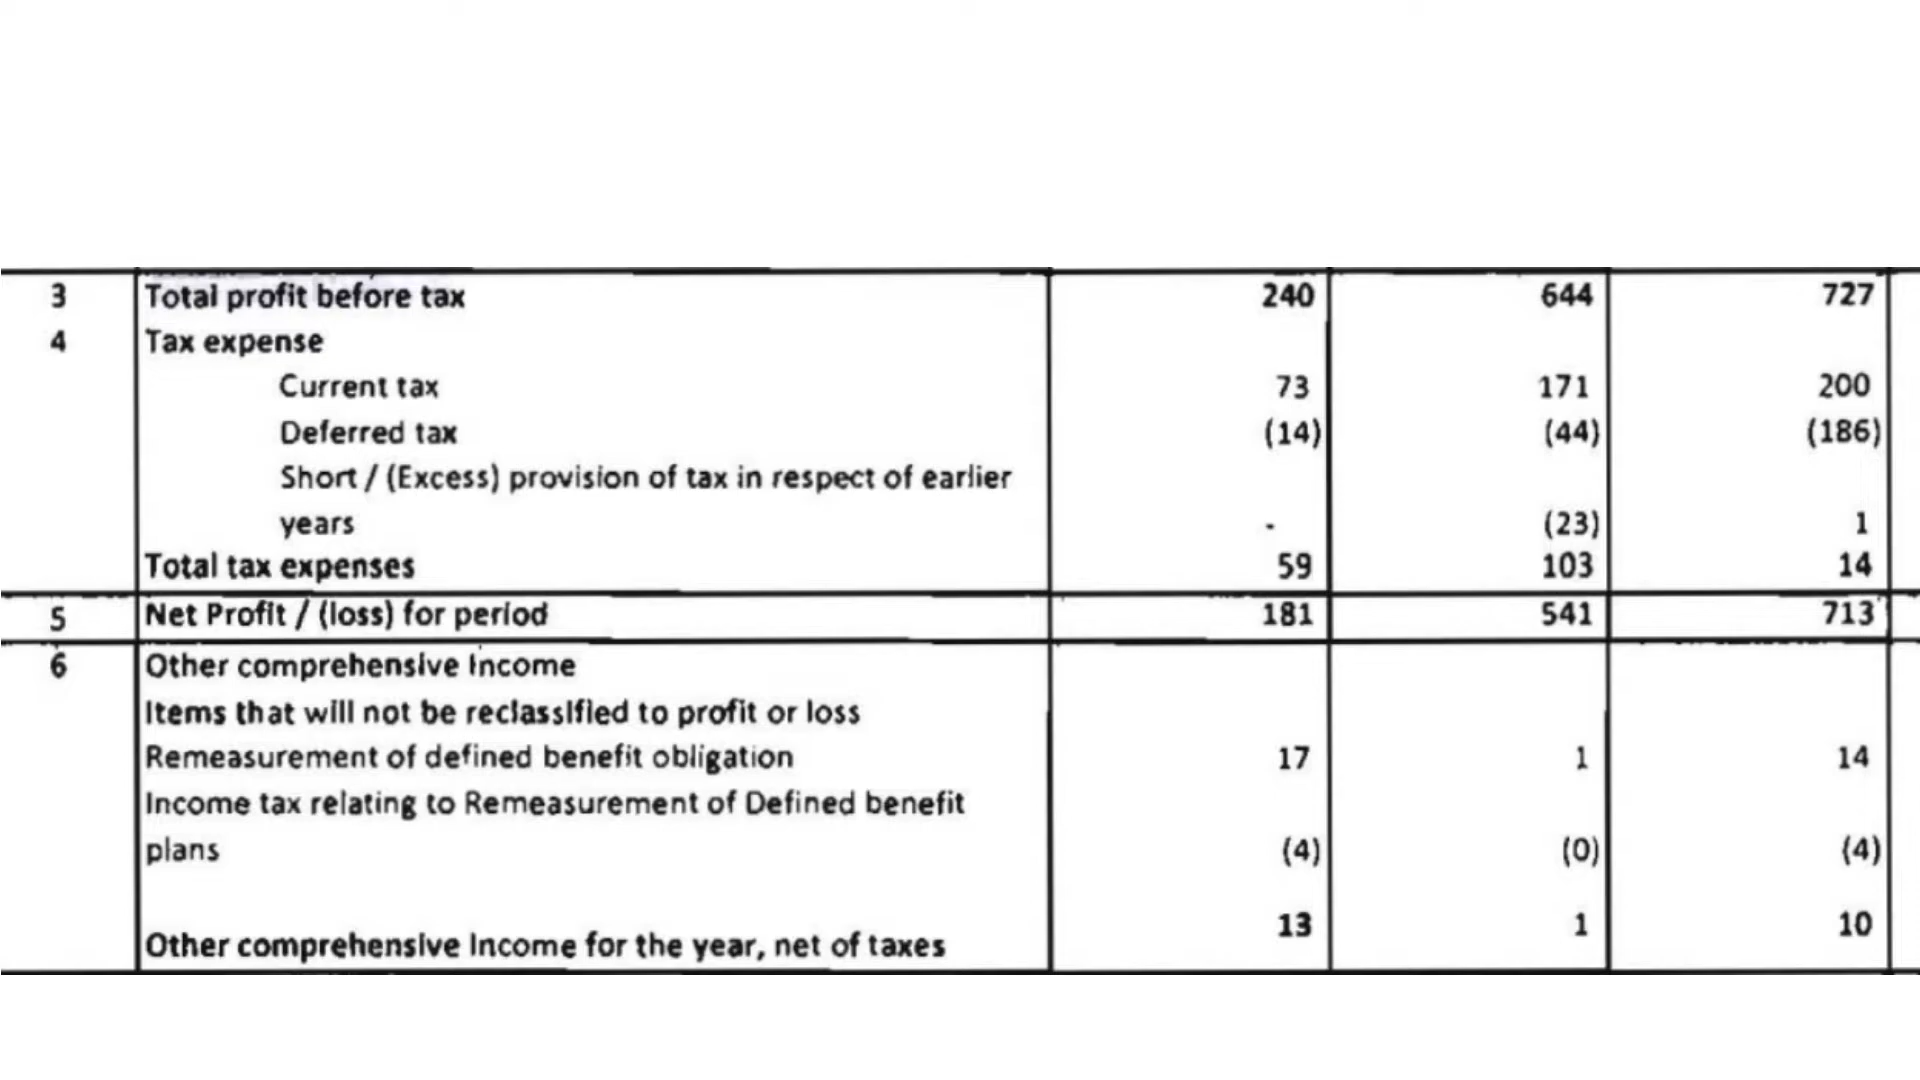 3 Total profit before tax 240 644 727
4 Tax expense
Current tax 73 171 200
Deferred tax (14) (44) (186)
Short / (Excess) provision of tax in respect of earlier
years - (23) 1
Total tax expenses 59 103 14
5 Net Profit / (loss) for period 181 541 713
6 Other comprehensive income
Items that will not be reclassified to profit or loss
Remeasurement of defined benefit obligation 17 1 14
Income tax relating to Remeasurement of Defined benefit
plans (4) (0) (4)
Other comprehensive Income for the year, net of taxes 13 1 10